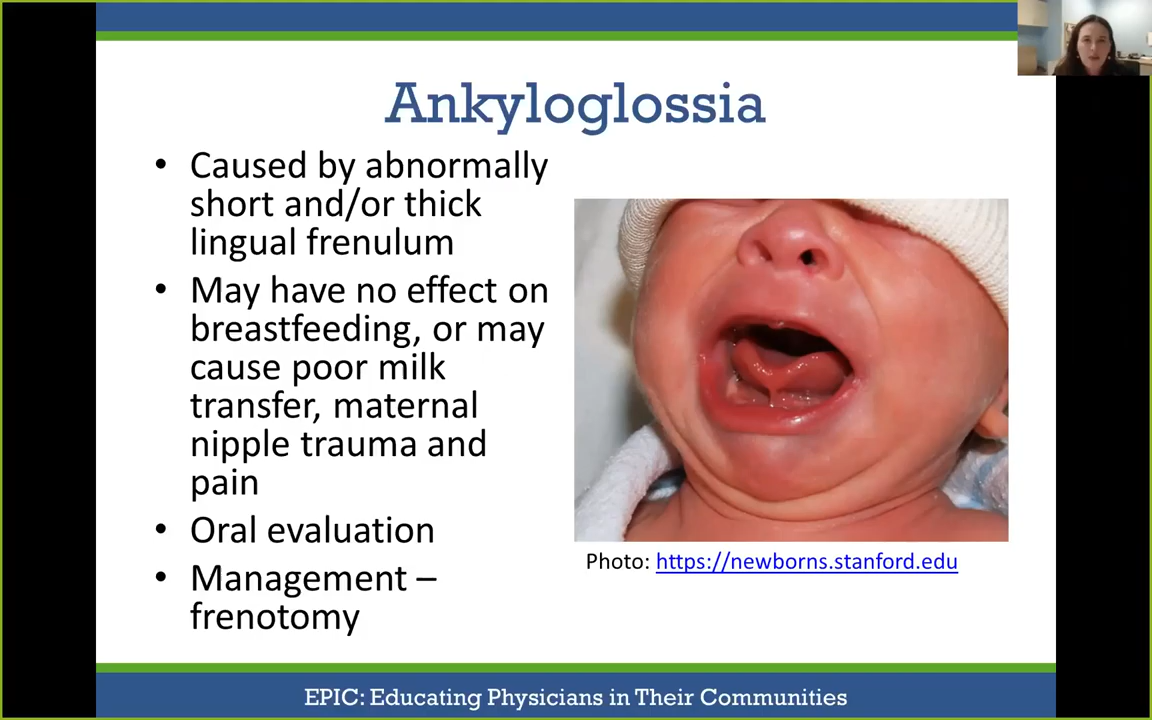 Ankyloglossia
• Caused by abnormally
short and/or thick
lingual frenulum
• May have no effect on
breastfeeding, or may
cause poor milk
transfer, maternal
nipple trauma and
pain
• Oral evaluation
• Management –
frenotomy
Photo: https://newborns.stanford.edu
EPIC: Educating Physicians in Their Communities